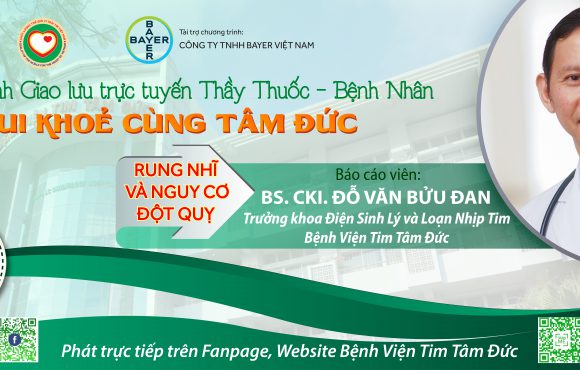 BAYER
BAYER
Tài trợ chương trình:
CÔNG TY TNHH BAYER VIỆT NAM
nh Giao lưu trực tuyến Thầy Thuốc - Bệnh Nhân
UI KHOẺ CÙNG TÂM ĐỨC
RUNG NHĨ
VÀ NGUY CƠ
ĐỘT QUỴ
Báo cáo viên:
BS. CKI. ĐỖ VĂN BỬU ĐAN
Trưởng khoa Điện Sinh Lý và Loạn Nhịp Tim
Bệnh Viện Tim Tâm Đức
Phát trực tiếp trên Fanpage, Website Bệnh Viện Tim Tâm Đức